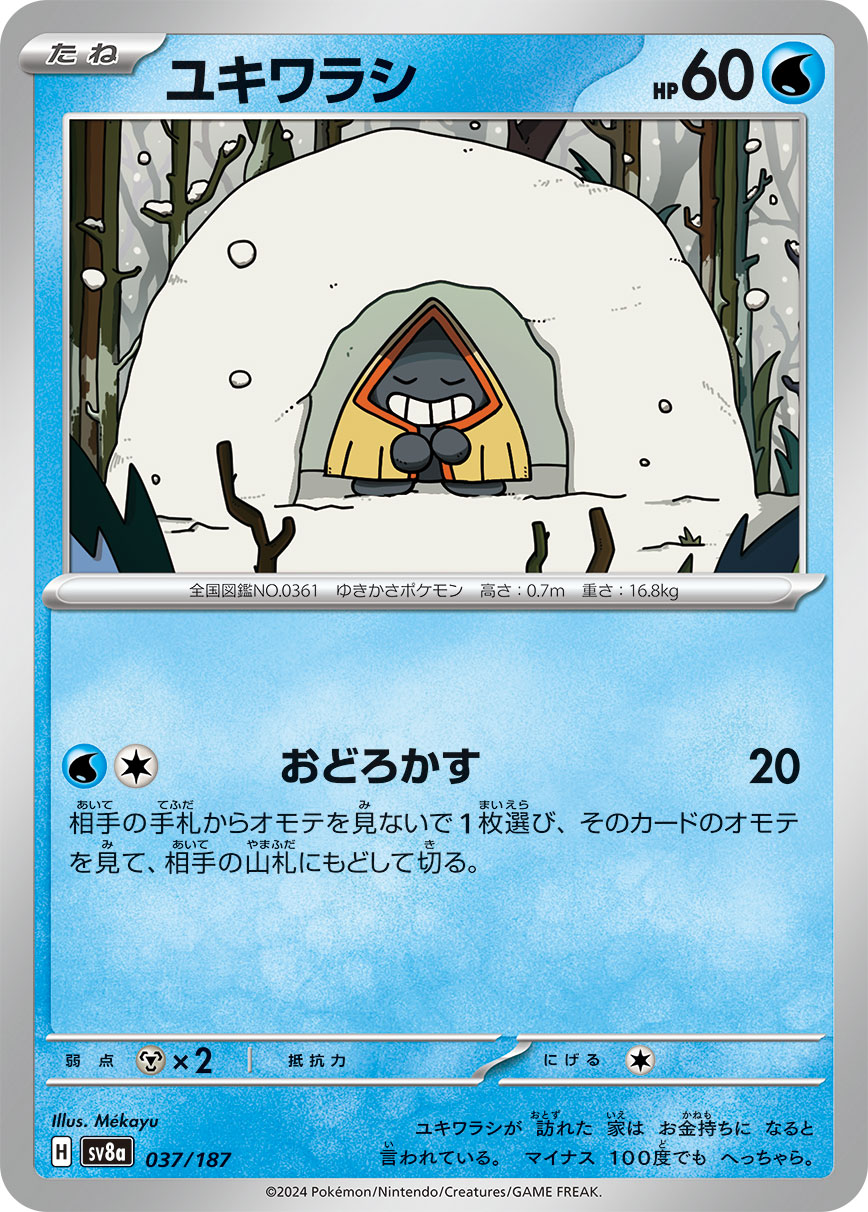 たね
ユキワラシ
HP60
全国図鑑NO.0361 ゆきかさポケモン 高さ:0.7m 重さ:16.8kg
おどろかす 20
相手の手札からオモテを見ないで1枚選び、そのカードのオモテ
を見て、相手の山札にもどして切る。
弱点 ×2 抵抗力 にげる
Illus. Mékayu
H sv8a 037/187
ユキワラシが 訪れた 家は お金持ちに なると
言われている。 マイナス 100度でも へっちゃら。
©2024 Pokémon/Nintendo/Creatures/GAME FREAK.